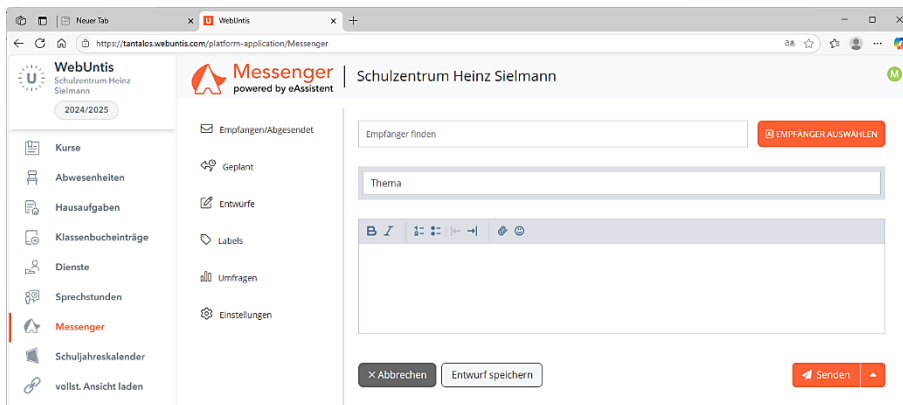 Neuer Tab
WebUntis
https://tantalos.webuntis.com/platform-application/Messenger
U
WebUntis
Schulzentrum Heinz
Sielmann
2024/2025
Kurse
Abwesenheiten
Hausaufgaben
Klassenbucheinträge
Dienste
Sprechstunden
Messenger
Schuljahreskalender
vollst. Ansicht laden
Messenger
powered by eAssistent
Schulzentrum Heinz Sielmann
M
Empfangen/Abgesendet
Geplant
Entwürfe
Labels
Umfragen
Einstellungen
Empfänger finden
EMPFÄNGER AUSWÄHLEN
Thema
B I
Abbrechen
Entwurf speichern
Senden